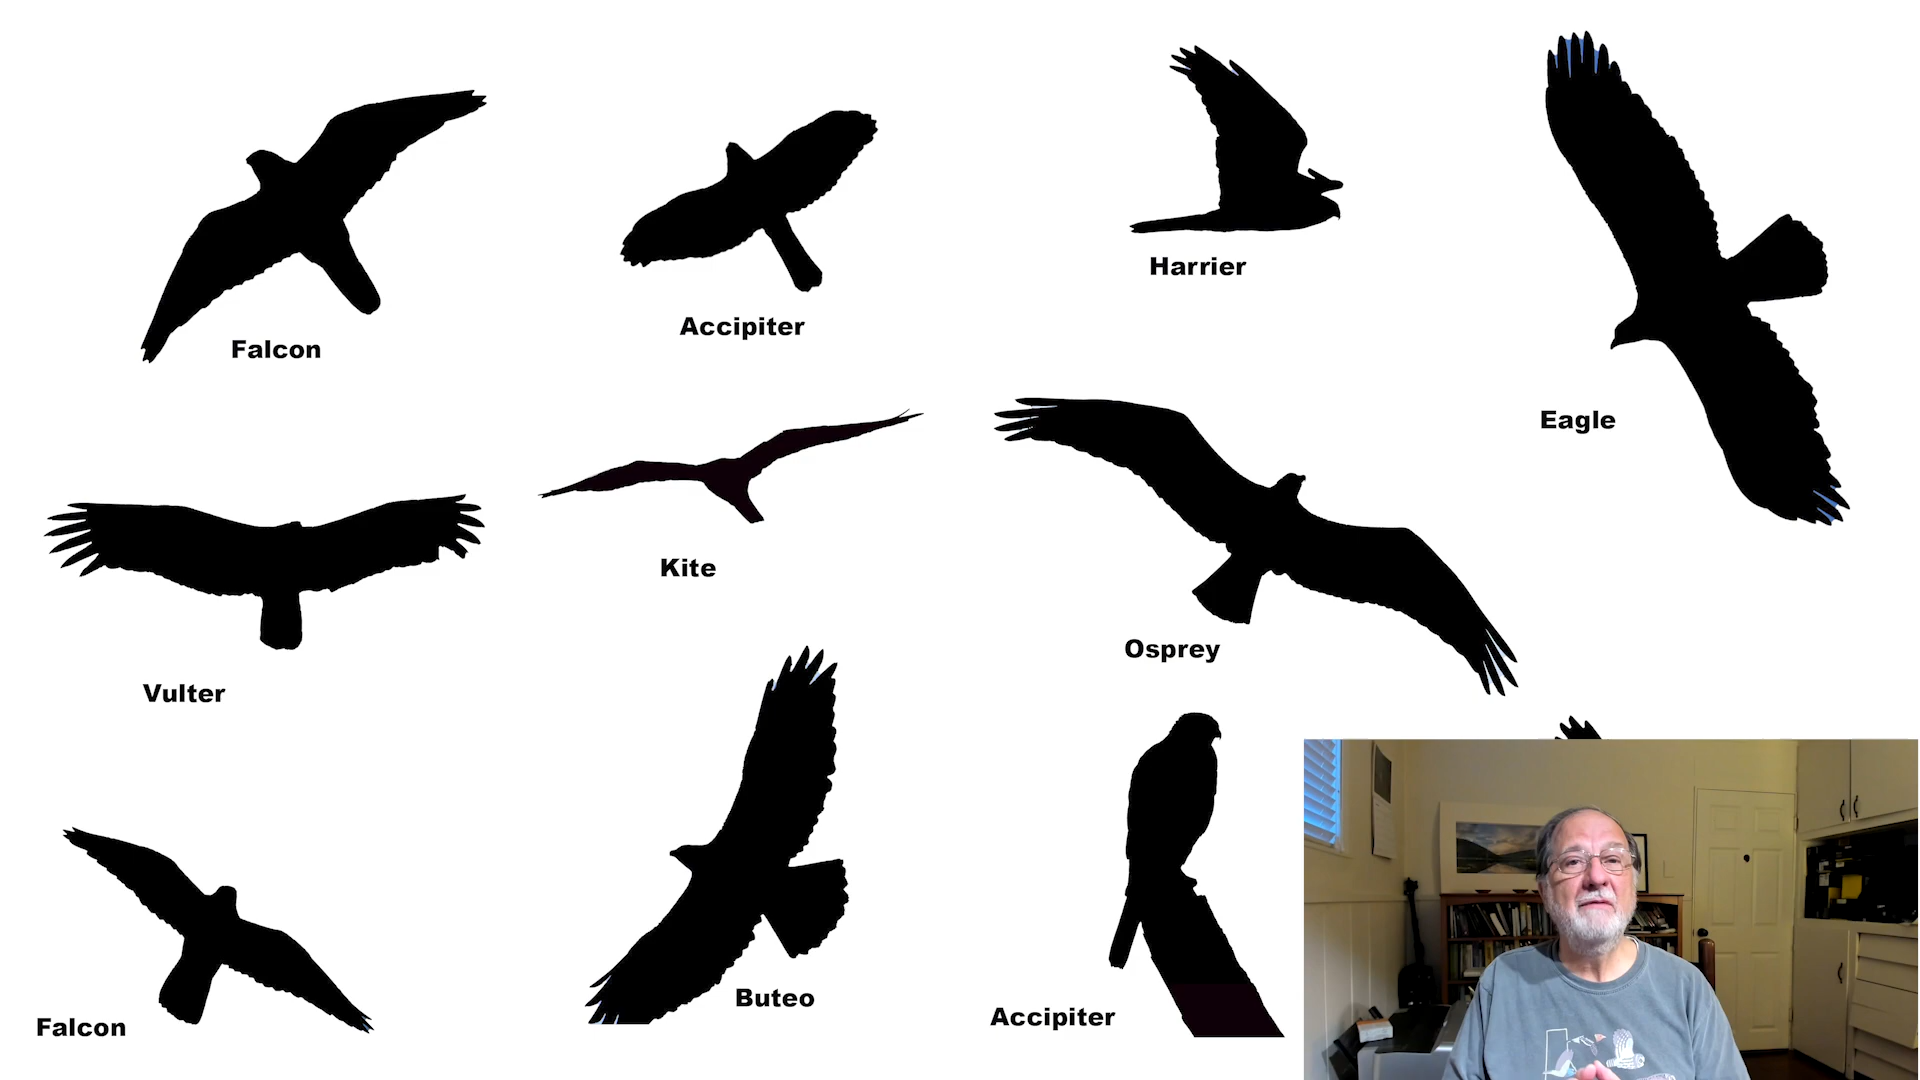 Falcon
Accipiter
Harrier
Eagle
Vulter
Kite
Osprey
Falcon
Buteo
Accipiter